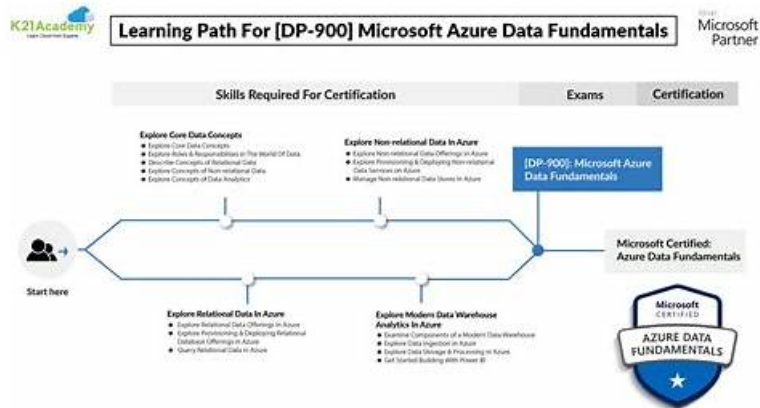 K21Academy
Learn Cloud from Experts
Learning Path For [DP-900] Microsoft Azure Data Fundamentals
Silver
Microsoft
Partner
Skills Required For Certification
Exams
Certification
Explore Core Data Concepts
Explore Core Data Concepts
Explore Roles & Responsibilities In The World Of Data
Describe Concepts of Relational Data
Explore Concepts of Non-relational Data
Explore Concepts of Data Analytics
Explore Non-relational Data In Azure
Explore Non-relational Data Offerings in Azure
Explore Provisioning & Deploying Non-relational
Data Services on Azure
Manage Non-relational Data Stores In Azure
[DP-900]: Microsoft Azure
Data Fundamentals
Start here
Microsoft Certified:
Azure Data Fundamentals
Explore Relational Data In Azure
Explore Relational Data Offerings in Azure
Explore Provisioning & Deploying Relational
Database Offerings in Azure
Query Relational Data in Azure
Explore Modern Data Warehouse
Analytics In Azure
Examine Components of a Modern Data Warehouse
Explore Data Ingestion in Azure
Explore Data Storage & Processing in Azure
Get Started Building With Power BI
Microsoft
CERTIFIED
AZURE DATA
FUNDAMENTALS